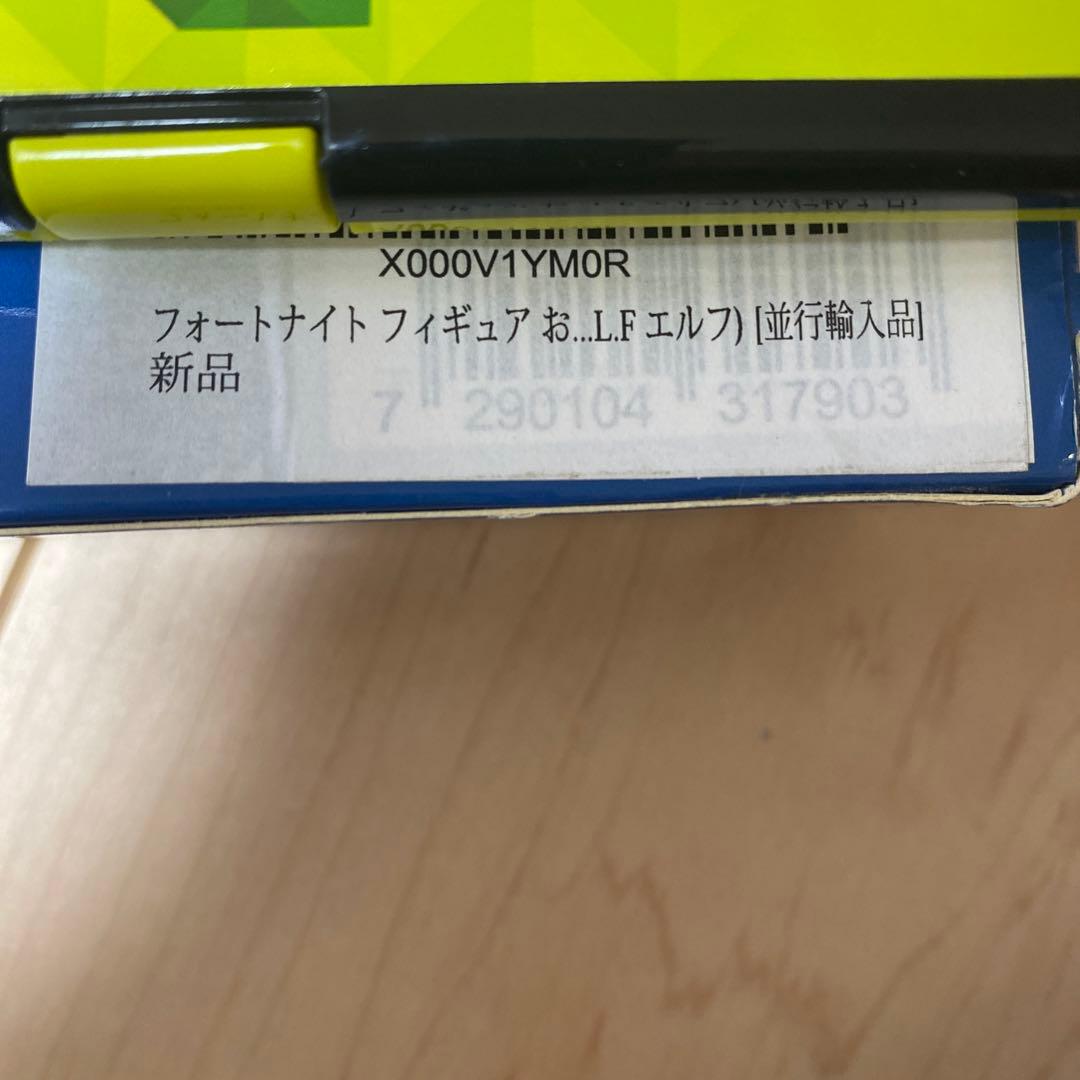 X000V1YM0R
フォートナイト フィギュア お...L.F エルフ) [並行輸入品]
新品
7 290104 317903